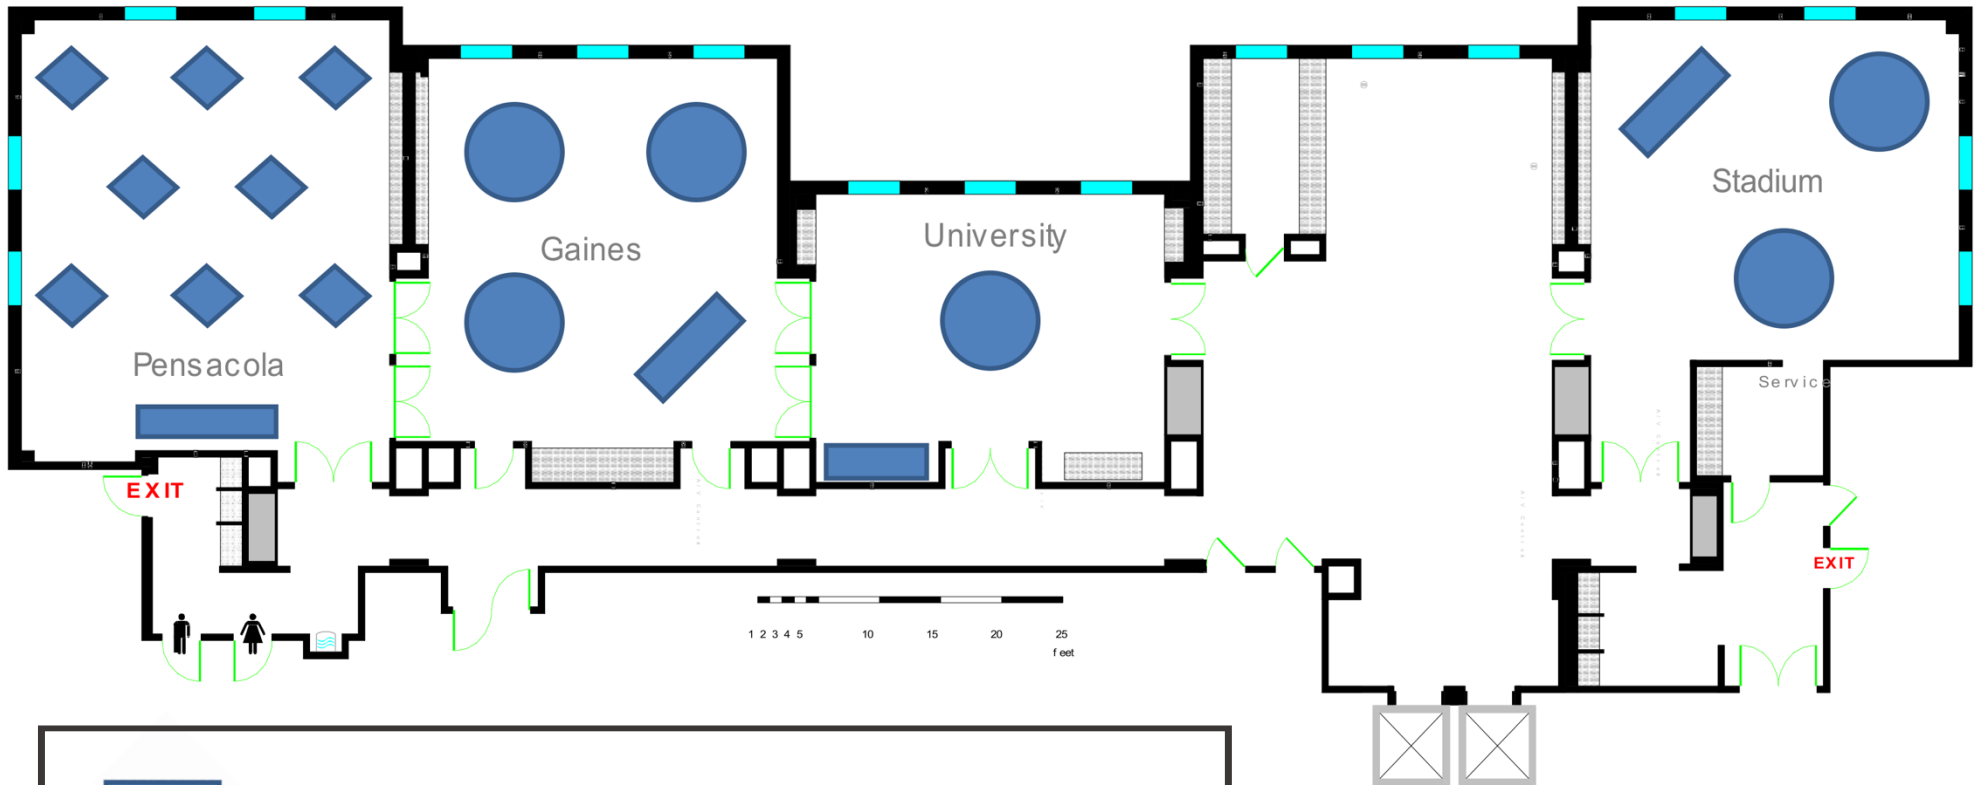 Stadium
University
Gaines
Pensacola
Service
EXIT
EXIT
1 2 3 4 5 10 15 20 25
feet